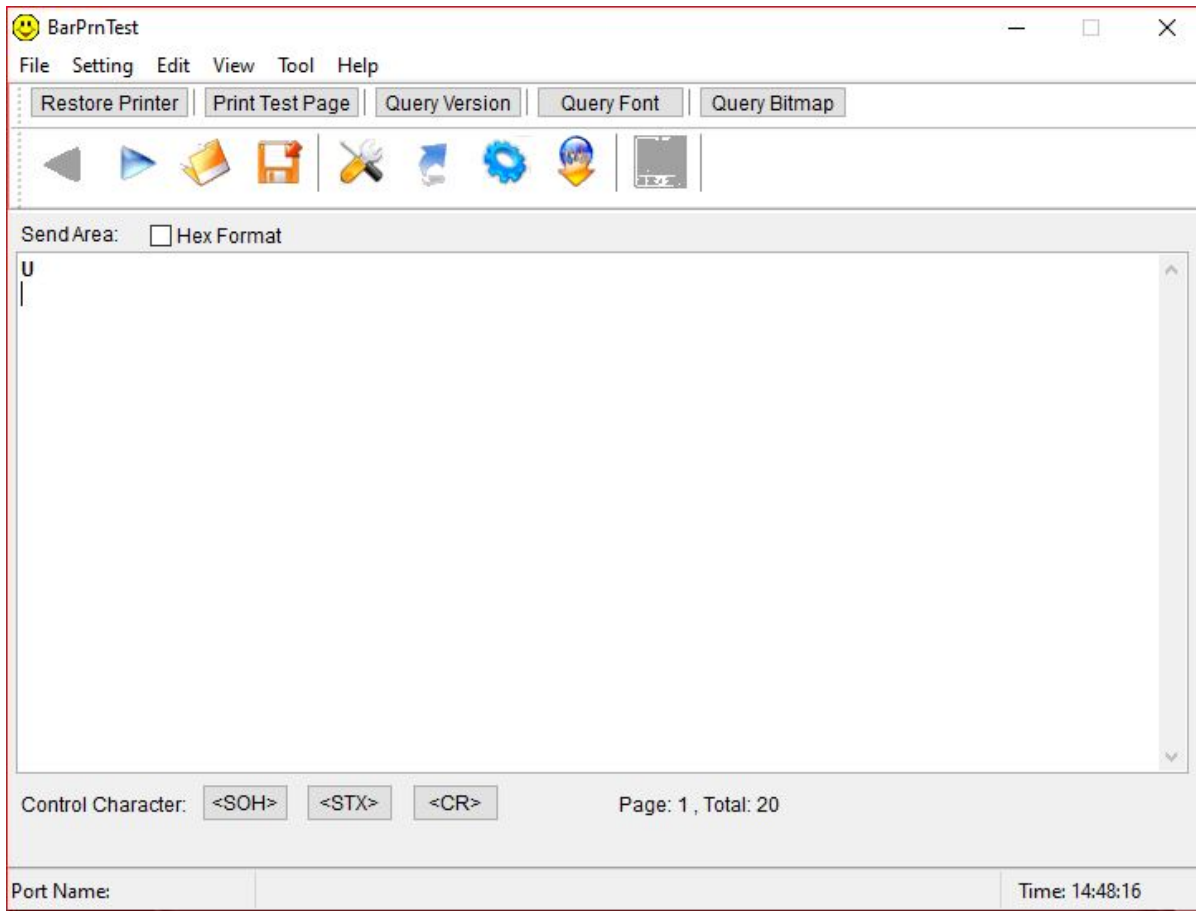 BarPrnTest
File Setting Edit View Tool Help
Restore Printer Print Test Page Query Version Query Font Query Bitmap
Send Area: Hex Format
U
Control Character: <SOH> <STX> <CR> Page: 1 , Total: 20
Port Name: Time: 14:48:16